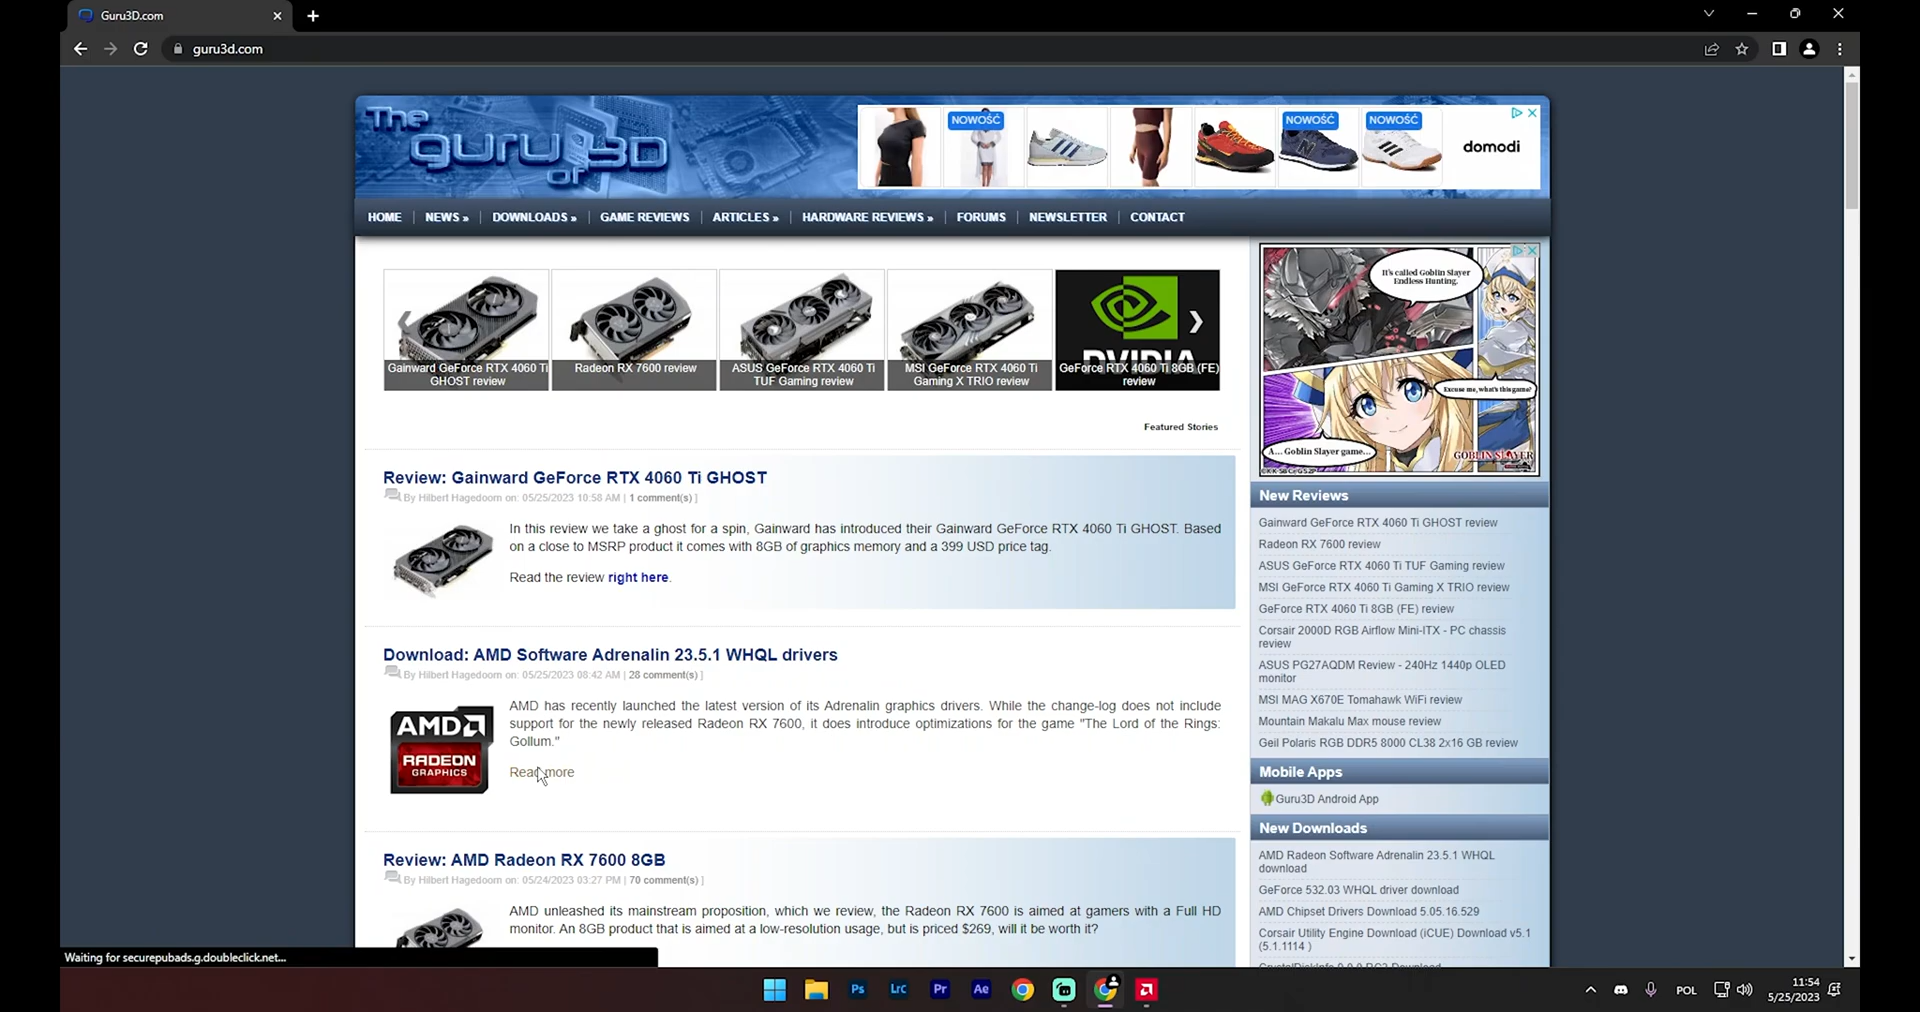 Guru3D.com
guru3d.com
The
guru3D
of
NOWOŚĆ
NOWOŚĆ
NOWOŚĆ
domodi
HOME
NEWS »
DOWNLOADS »
GAME REVIEWS
ARTICLES »
HARDWARE REVIEWS »
FORUMS
NEWSLETTER
CONTACT
Gainward GeForce RTX 4060 Ti
GHOST review
Radeon RX 7600 review
ASUS GeForce RTX 4060 Ti
TUF Gaming review
MSI GeForce RTX 4060 Ti
Gaming X TRIO review
GeForce RTX 4060 Ti 8GB (FE)
review
Featured Stories
Review: Gainward GeForce RTX 4060 Ti GHOST
By Hilbert Hagedoorn on: 05/25/2023 10:58 AM | 1 comment(s) ]
In this review we take a ghost for a spin, Gainward has introduced their Gainward GeForce RTX 4060 Ti GHOST. Based
on a close to MSRP product it comes with 8GB of graphics memory and a 399 USD price tag.
Read the review right here.
Download: AMD Software Adrenalin 23.5.1 WHQL drivers
By Hilbert Hagedoorn on: 05/25/2023 08:42 AM | 28 comment(s) ]
AMD has recently launched the latest version of its Adrenalin graphics drivers. While the change-log does not include
support for the newly released Radeon RX 7600, it does introduce optimizations for the game "The Lord of the Rings:
Gollum."
AMD
RADEON
GRAPHICS
Read more
Review: AMD Radeon RX 7600 8GB
By Hilbert Hagedoorn on: 05/24/2023 03:27 PM | 70 comment(s) ]
AMD unleashed its mainstream proposition, which we review, the Radeon RX 7600 is aimed at gamers with a Full HD
monitor. An 8GB product that is aimed at a low-resolution usage, but is priced $269, will it be worth it?
It's called Goblin Slayer
Endless Hunting.
Excuse me, what's this game?
A... Goblin Slayer game...
GOBLIN SLAYER
New Reviews
Gainward GeForce RTX 4060 Ti GHOST review
Radeon RX 7600 review
ASUS GeForce RTX 4060 Ti TUF Gaming review
MSI GeForce RTX 4060 Ti Gaming X TRIO review
GeForce RTX 4060 Ti 8GB (FE) review
Corsair 2000D RGB Airflow Mini-ITX - PC chassis
review
ASUS PG27AQDM Review - 240Hz 1440p OLED
monitor
MSI MAG X670E Tomahawk WiFi review
Mountain Makalu Max mouse review
Geil Polaris RGB DDR5 8000 CL38 2x16 GB review
Mobile Apps
Guru3D Android App
New Downloads
AMD Radeon Software Adrenalin 23.5.1 WHQL
download
GeForce 532.03 WHQL driver download
AMD Chipset Drivers Download 5.05.16.529
Corsair Utility Engine Download (iCUE) Download v5.1
(5.1.1114 )
Waiting for securepubads.g.doubleclick.net...
Ps
LrC
Pr
Ae
POL
11:54
5/25/2023